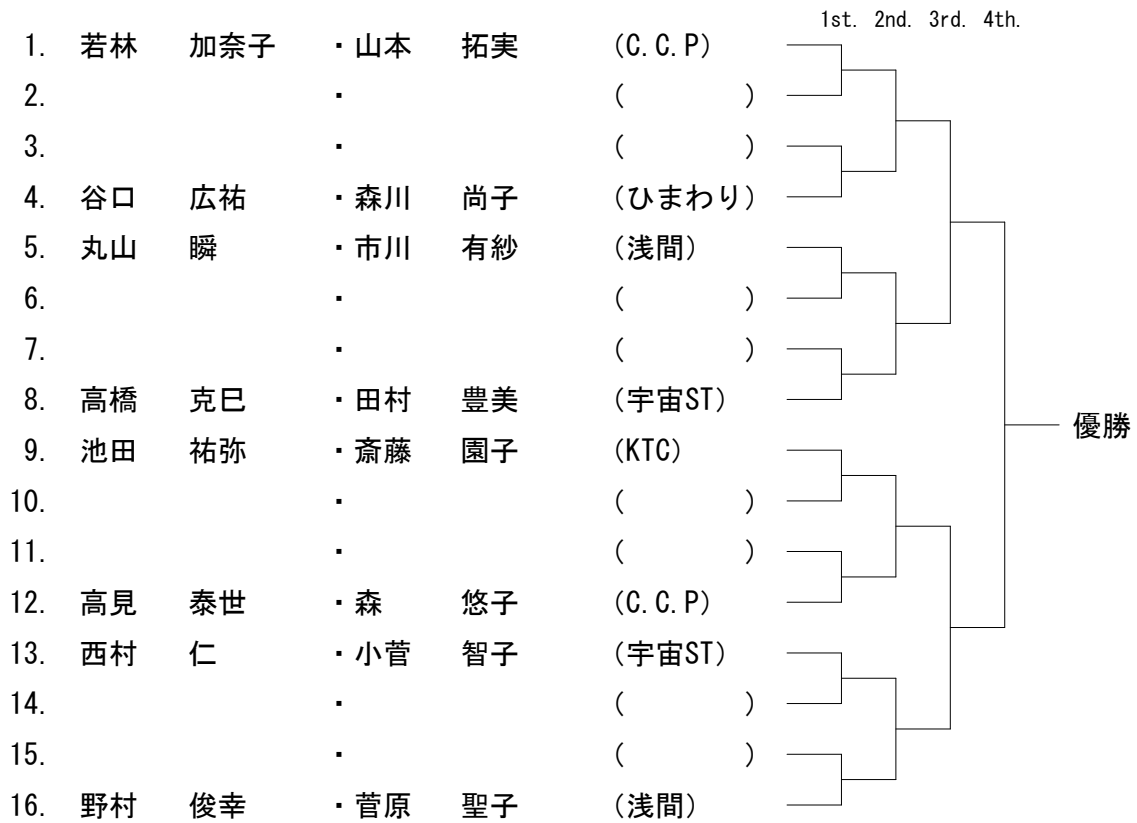 1st. 2nd. 3rd. 4th.
1. 若林 加奈子 ・山本 拓実 (C.C.P)
2. ・ ( )
3. ・ ( )
4. 谷口 広祐 ・森川 尚子 (ひまわり)
5. 丸山 瞬 ・市川 有紗 (浅間)
6. ・ ( )
7. ・ ( )
8. 高橋 克巳 ・田村 豊美 (宇宙ST)
優勝
9. 池田 祐弥 ・斎藤 園子 (KTC)
10. ・ ( )
11. ・ ( )
12. 高見 泰世 ・森 悠子 (C.C.P)
13. 西村 仁 ・小菅 智子 (宇宙ST)
14. ・ ( )
15. ・ ( )
16. 野村 俊幸 ・菅原 聖子 (浅間)